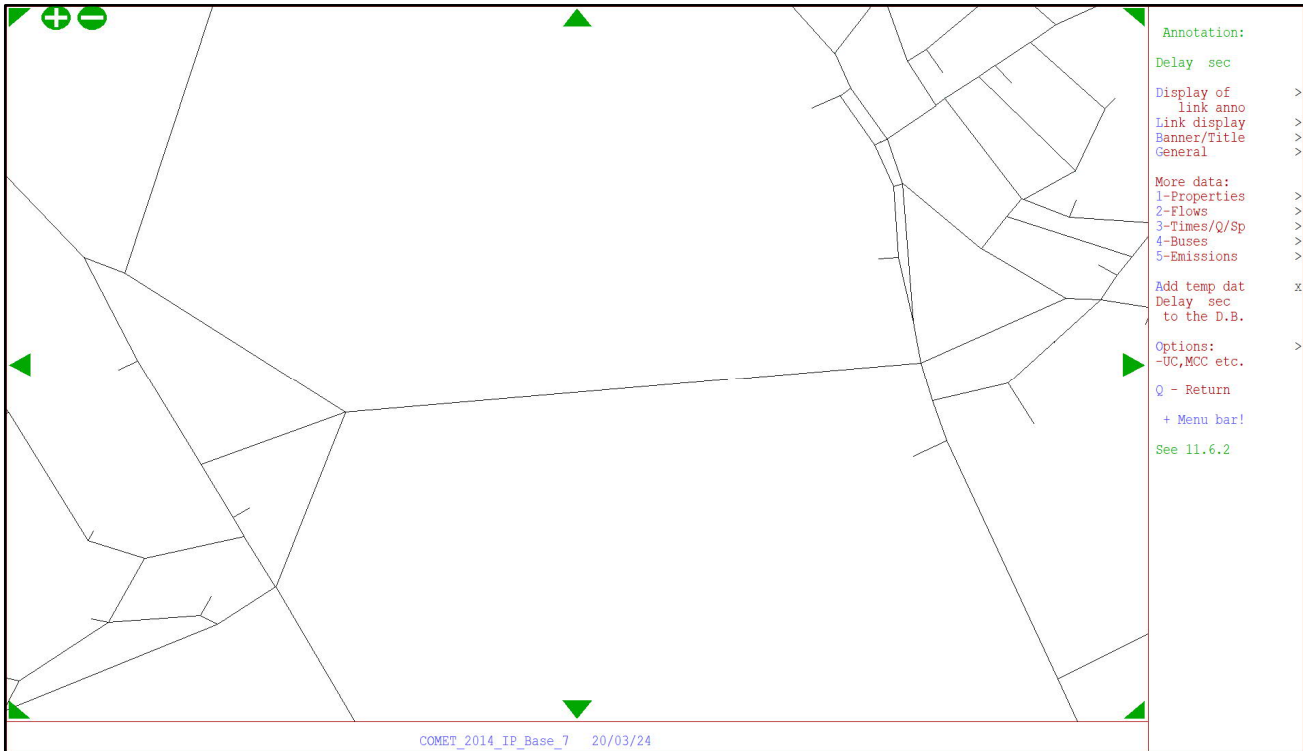 Annotation:
Delay sec
Display of >
link anno
Link display >
Banner/Title >
General >
More data:
1-Properties >
2-Flows >
3-Times/Q/Sp >
4-Buses >
5-Emissions >
Add temp dat x
Delay sec
to the D.B.
Options: >
-UC,MCC etc.
Q - Return
+ Menu bar!
See 11.6.2
COMET_2014_IP_Base_7 20/03/24